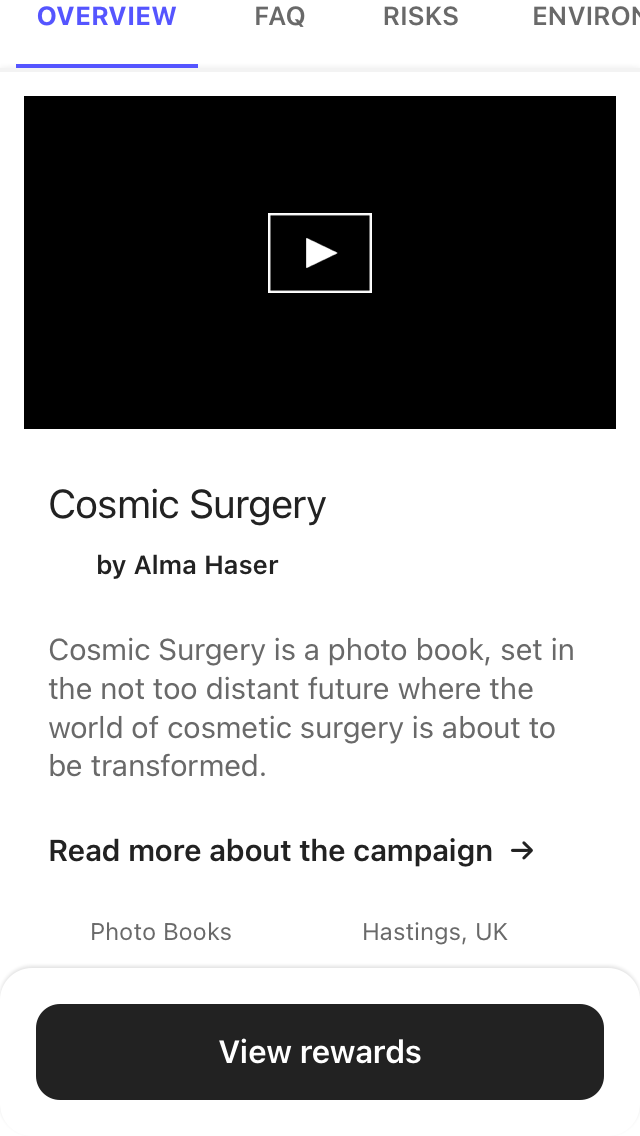 OVERVIEW FAQ RISKS ENVIRON
Cosmic Surgery
by Alma Haser
Cosmic Surgery is a photo book, set in
the not too distant future where the
world of cosmetic surgery is about to
be transformed.
Read more about the campaign →
Photo Books Hastings, UK
View rewards